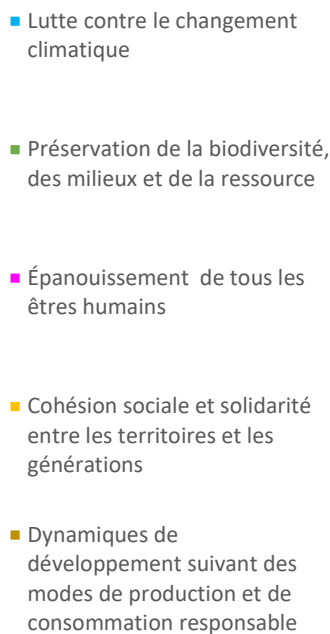 Lutte contre le changement
climatique
Préservation de la biodiversité,
des milieux et de la ressource
Épanouissement  de tous les
êtres humains
Cohésion sociale et solidarité
entre les territoires et les
générations
Dynamiques de
développement suivant des
modes de production et de
consommation responsable